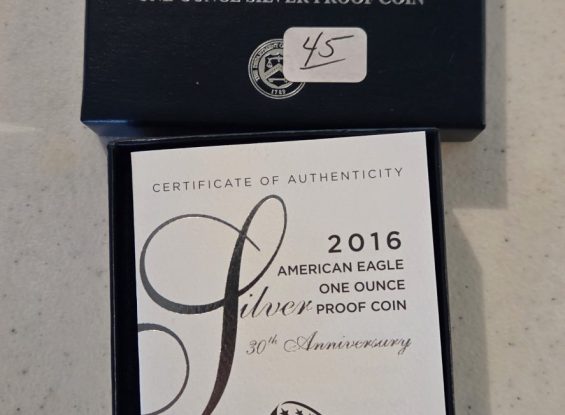 ONE OUNCE SILVER PROOF COIN
45
1789
CERTIFICATE OF AUTHENTICITY
2016
AMERICAN EAGLE
ONE OUNCE
Silver PROOF COIN
30th Anniversary